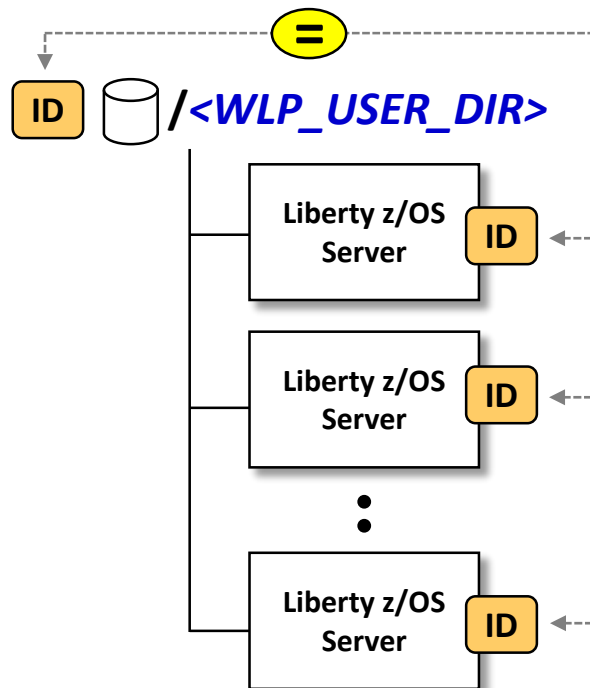 =
ID /<WLP_USER_DIR>
Liberty z/OS
Server
ID
Liberty z/OS
Server
ID
Liberty z/OS
Server
ID